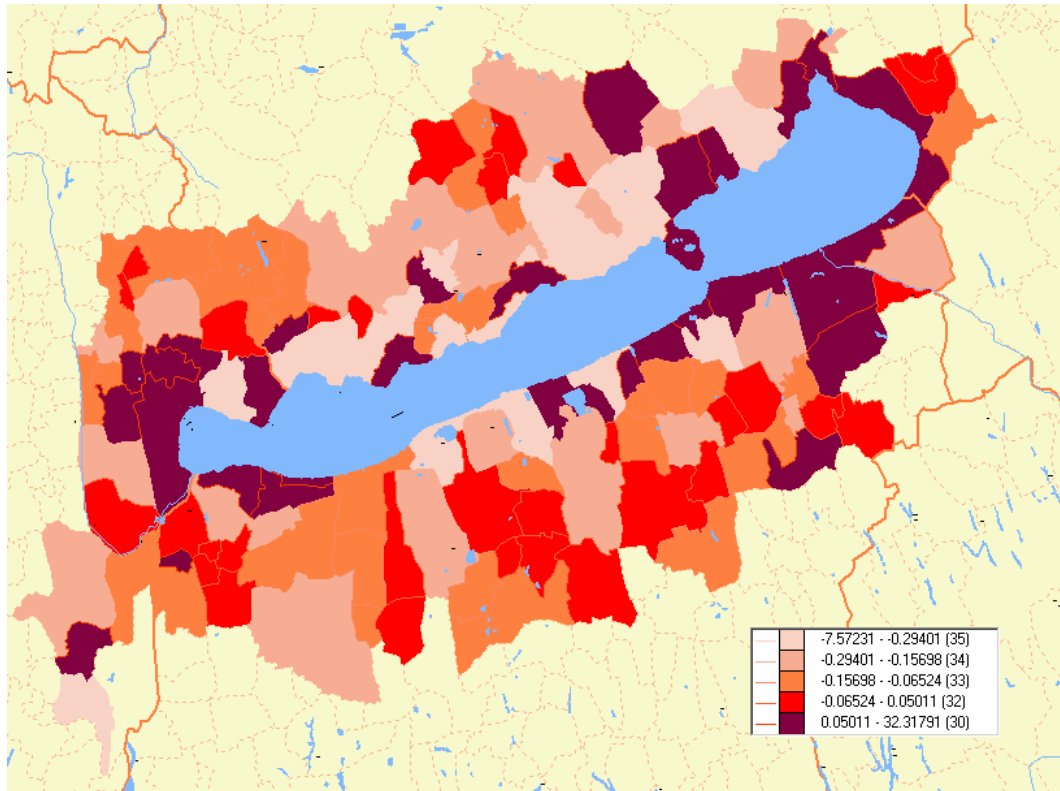 -7.57231 - -0.29401 (35)
-0.29401 - -0.15698 (34)
-0.15698 - -0.06524 (33)
-0.06524 - 0.05011 (32)
0.05011 - 32.31791 (30)